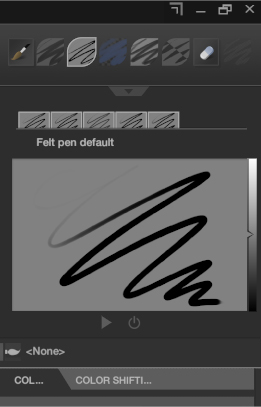 Felt pen default
<None>
COL...
COLOR SHIFTI...